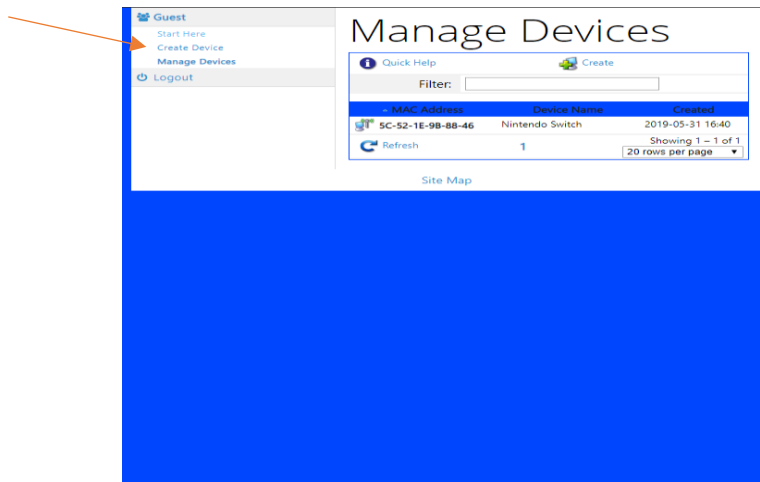 Guest
Start Here
Create Device
Manage Devices
Logout
Manage Devices
Quick Help Create
Filter:
MAC Address Device Name Created
5C-52-1E-9B-88-46 Nintendo Switch 2019-05-31 16:40
Refresh 1 Showing 1 – 1 of 1
20 rows per page
Site Map